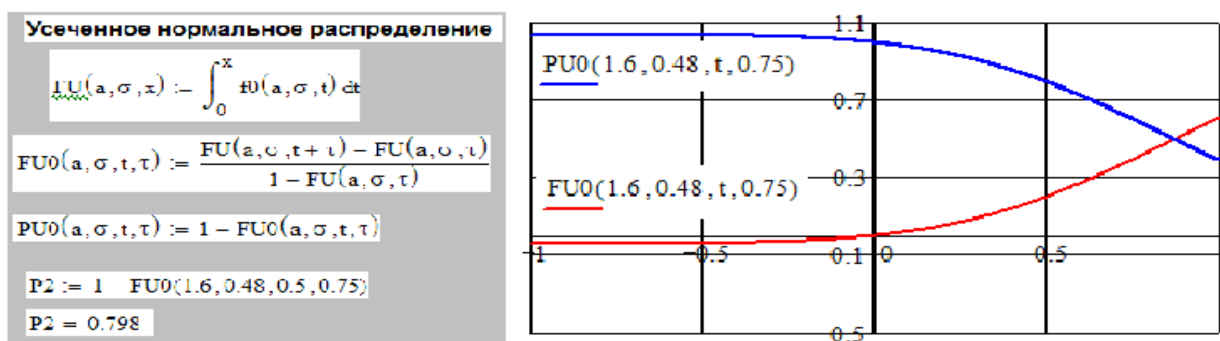 Усеченное нормальное распределение
FU(a,σ,x) := ∫₀ˣ f0(a,σ,t) dt
FU0(a,σ,t,τ) := (FU(a,σ,t+τ) − FU(a,σ,τ)) / (1 − FU(a,σ,τ))
PU0(a,σ,t,τ) := 1 − FU0(a,σ,t,τ)
P2 := 1 FU0(1.6,0.48,0.5,0.75)
P2 = 0.798
1.1
PU0(1.6,0.48,t,0.75)
0.7
FU0(1.6,0.48,t,0.75)
0.3
−1 −0.5 0.1 0 0.5
0.5